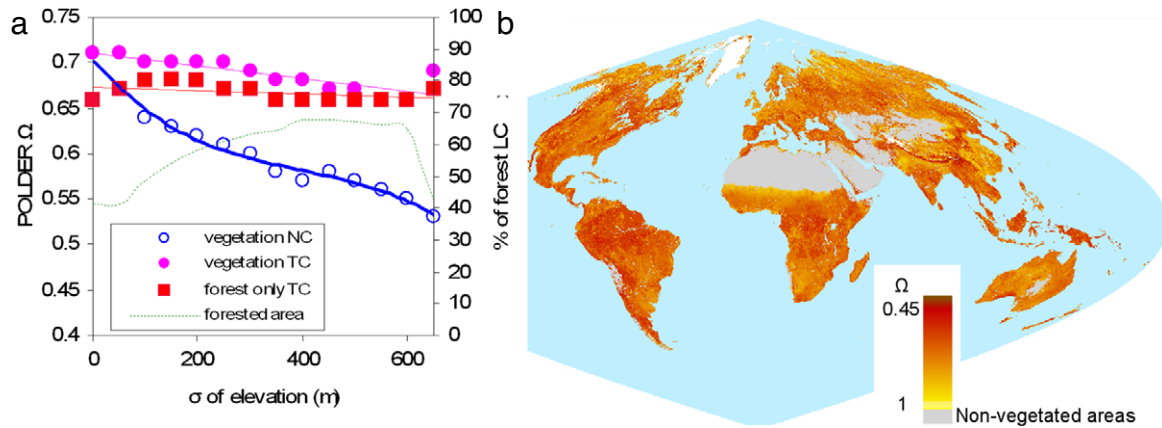 a
0.75
0.7
0.65
0.6
0.55
0.5
0.45
0.4
POLDER Ω
100
90
80
70
60
50
40
30
20
10
0
% of forest LC
vegetation NC
vegetation TC
forest only TC
forested area
0
200
400
600
σ of elevation (m)
b
Ω
0.45
1
Non-vegetated areas